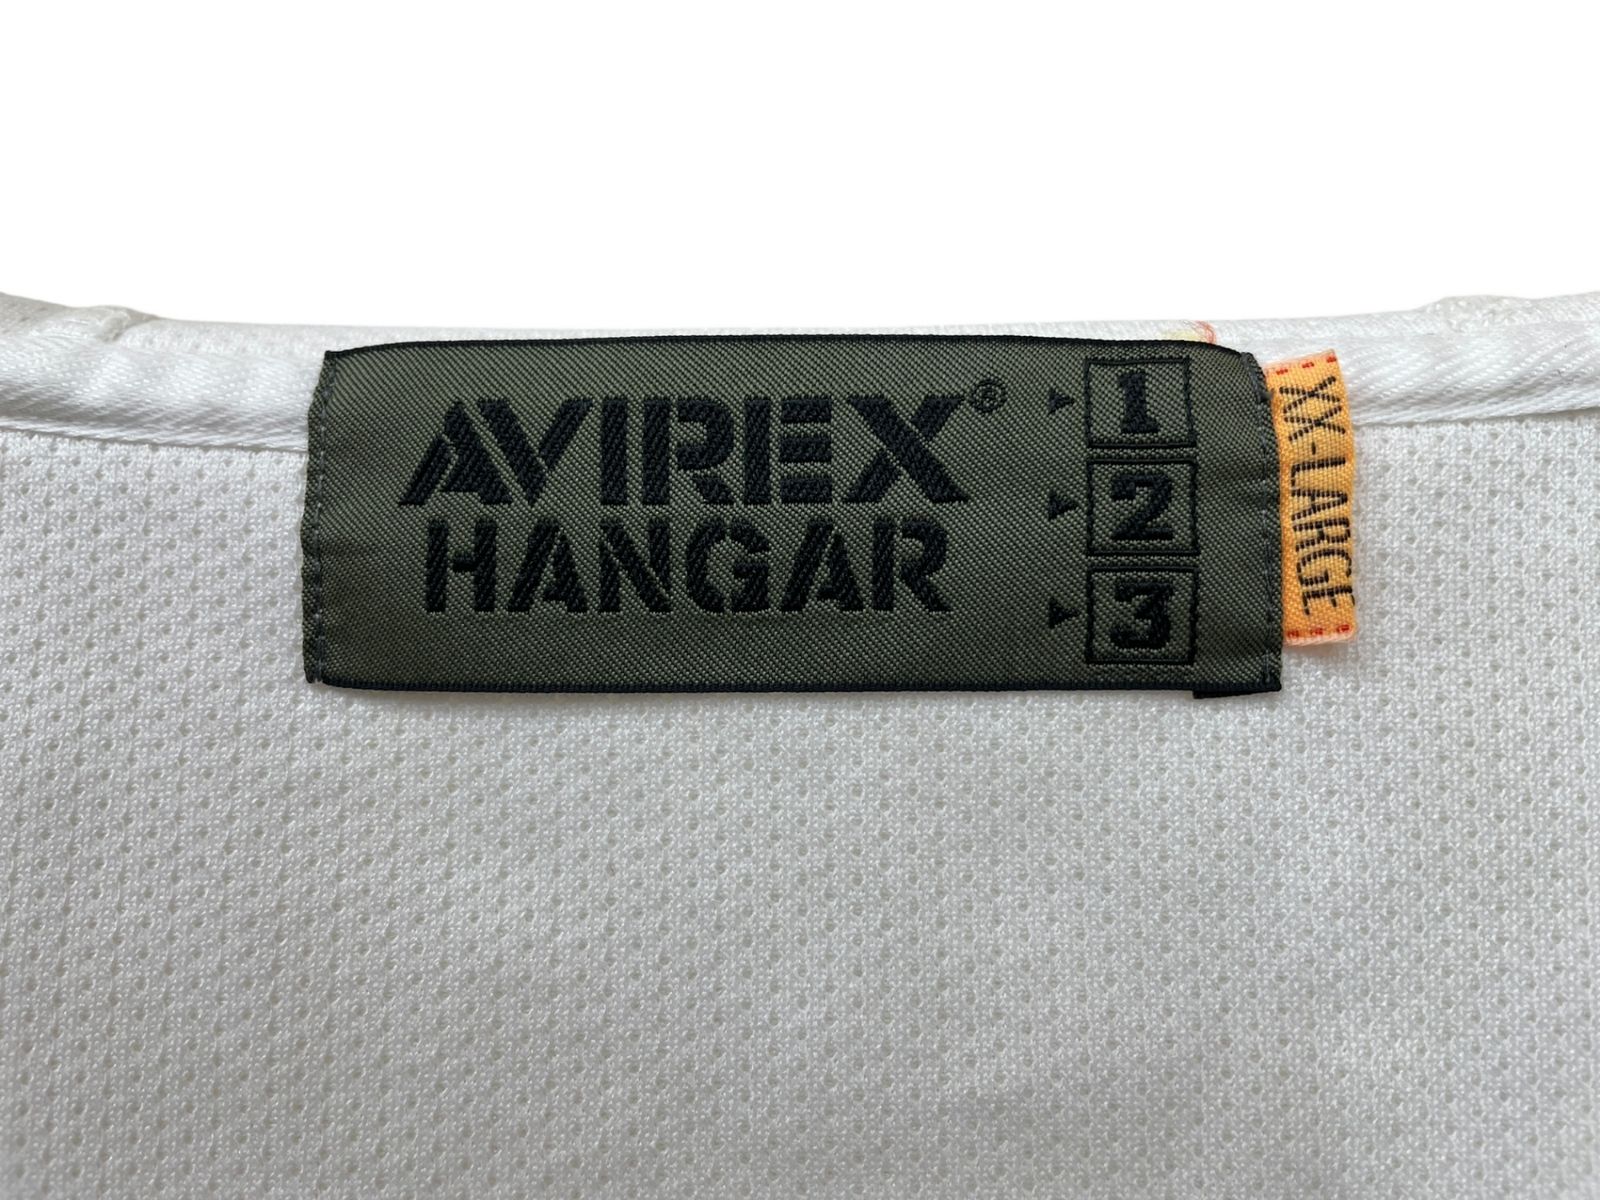 AVIREX®
HANGAR
1
2
3
XX-LARGE